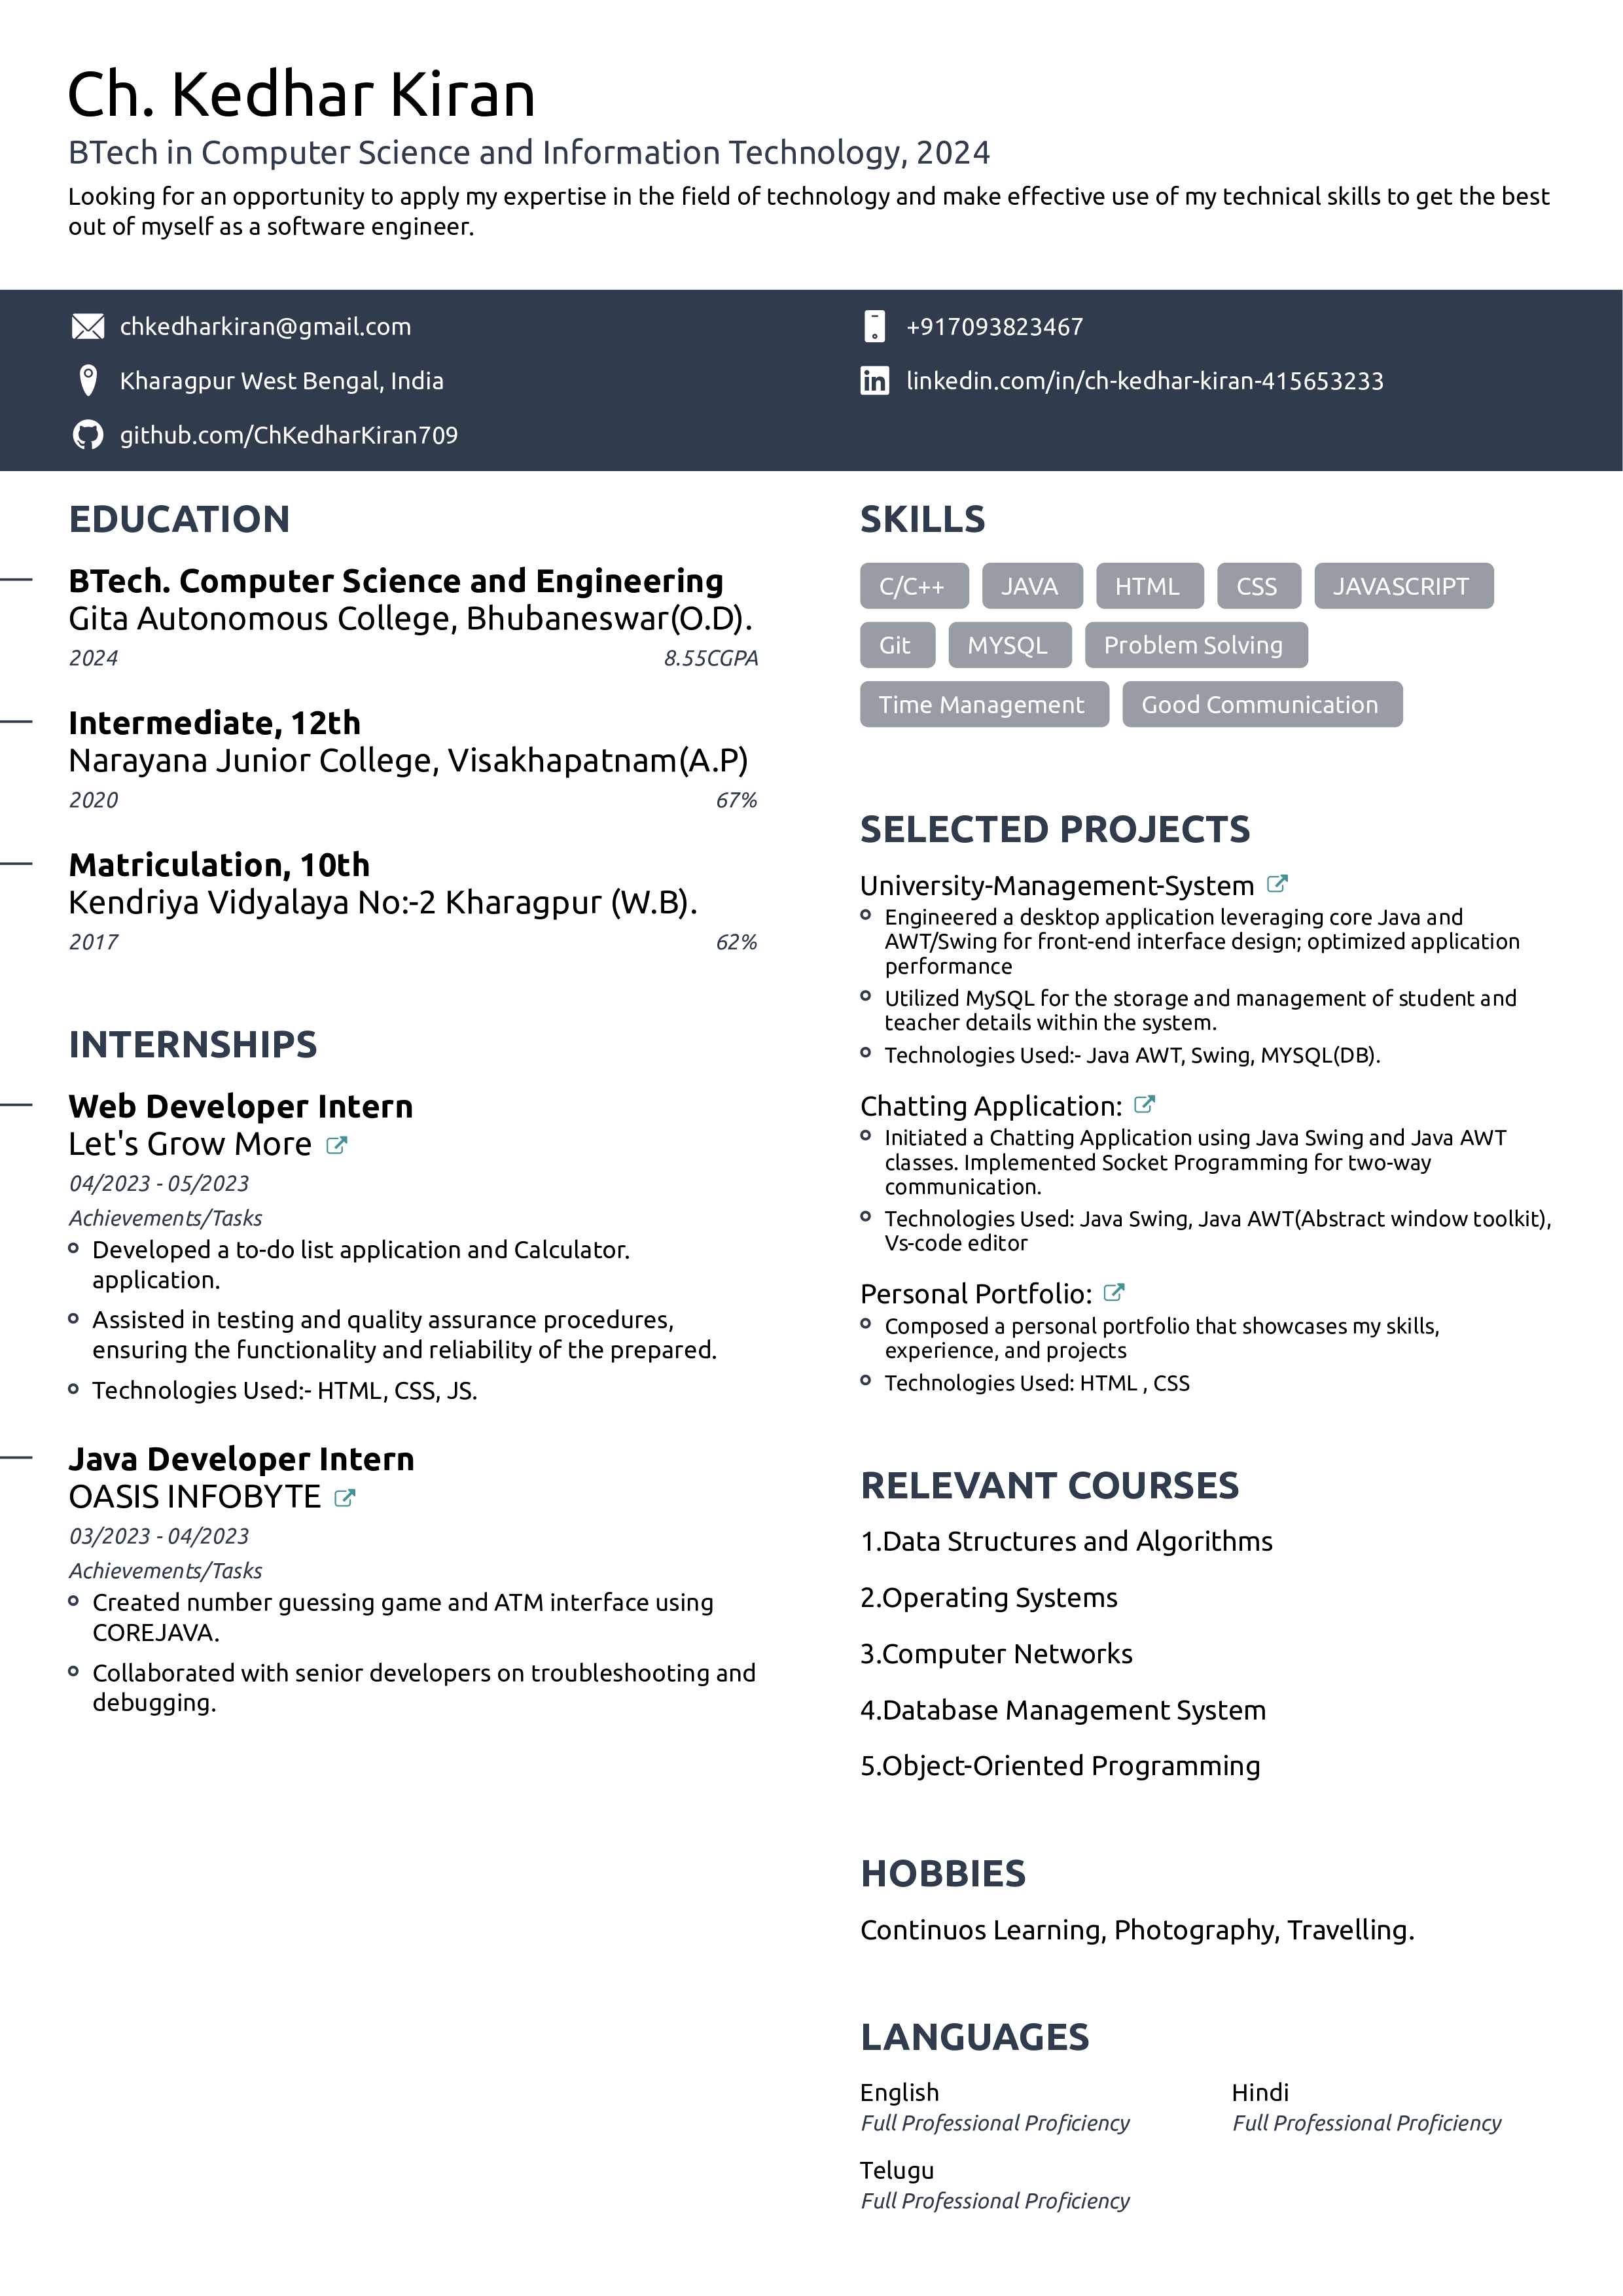 Ch. Kedhar Kiran
BTech in Computer Science and Information Technology, 2024
Looking for an opportunity to apply my expertise in the field of technology and make effective use of my technical skills to get the best
out of myself as a software engineer.
chkedharkiran@gmail.com
+917093823467
Kharagpur West Bengal, India
linkedin.com/in/ch-kedhar-kiran-415653233
github.com/ChKedharKiran709
EDUCATION
BTech. Computer Science and Engineering
Gita Autonomous College, Bhubaneswar(O.D).
2024 8.55CGPA
Intermediate, 12th
Narayana Junior College, Visakhapatnam(A.P)
2020 67%
Matriculation, 10th
Kendriya Vidyalaya No:-2 Kharagpur (W.B).
2017 62%
INTERNSHIPS
Web Developer Intern
Let's Grow More
04/2023 - 05/2023
Achievements/Tasks
Developed a to-do list application and Calculator.
application.
Assisted in testing and quality assurance procedures,
ensuring the functionality and reliability of the prepared.
Technologies Used:- HTML, CSS, JS.
Java Developer Intern
OASIS INFOBYTE
03/2023 - 04/2023
Achievements/Tasks
Created number guessing game and ATM interface using
COREJAVA.
Collaborated with senior developers on troubleshooting and
debugging.
SKILLS
C/C++ JAVA HTML CSS JAVASCRIPT
Git MYSQL Problem Solving
Time Management Good Communication
SELECTED PROJECTS
University-Management-System
Engineered a desktop application leveraging core Java and
AWT/Swing for front-end interface design; optimized application
performance
Utilized MySQL for the storage and management of student and
teacher details within the system.
Technologies Used:- Java AWT, Swing, MYSQL(DB).
Chatting Application:
Initiated a Chatting Application using Java Swing and Java AWT
classes. Implemented Socket Programming for two-way
communication.
Technologies Used: Java Swing, Java AWT(Abstract window toolkit),
Vs-code editor
Personal Portfolio:
Composed a personal portfolio that showcases my skills,
experience, and projects
Technologies Used: HTML , CSS
RELEVANT COURSES
1.Data Structures and Algorithms
2.Operating Systems
3.Computer Networks
4.Database Management System
5.Object-Oriented Programming
HOBBIES
Continuos Learning, Photography, Travelling.
LANGUAGES
English
Full Professional Proficiency
Hindi
Full Professional Proficiency
Telugu
Full Professional Proficiency